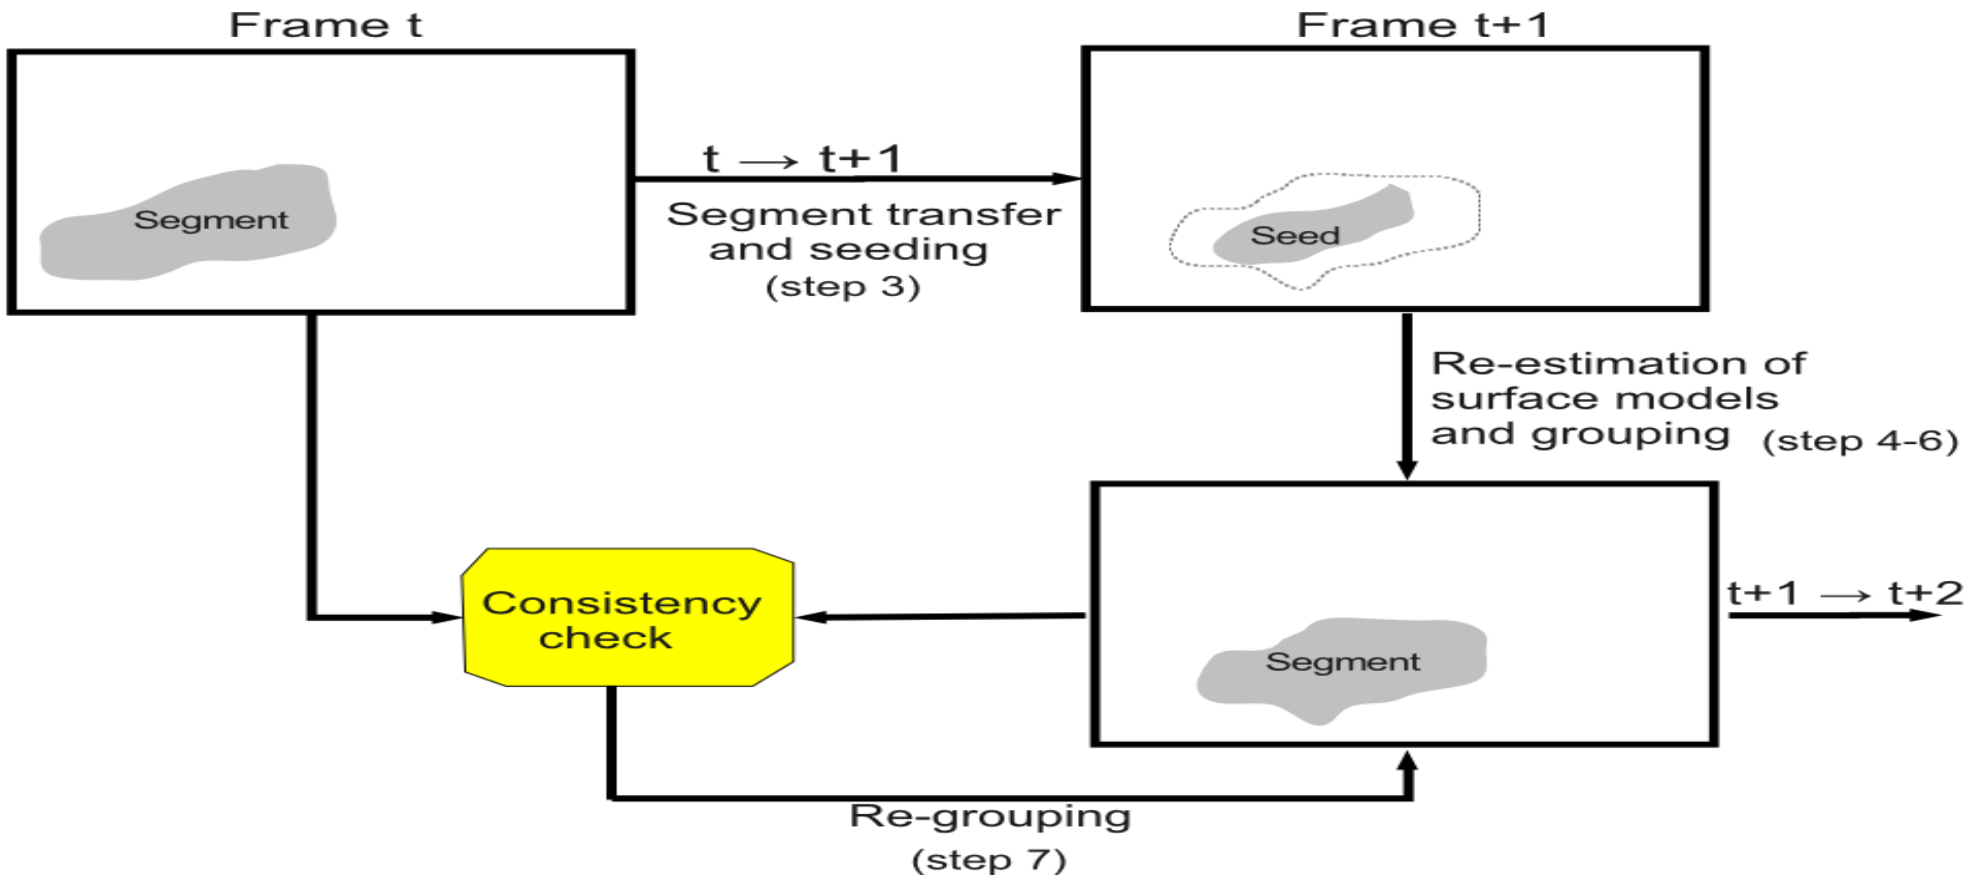 Frame t
Frame t+1
Segment
t → t+1
Segment transfer
and seeding
(step 3)
Seed
Re-estimation of
surface models
and grouping (step 4-6)
Consistency
check
Segment
t+1 → t+2
Re-grouping
(step 7)